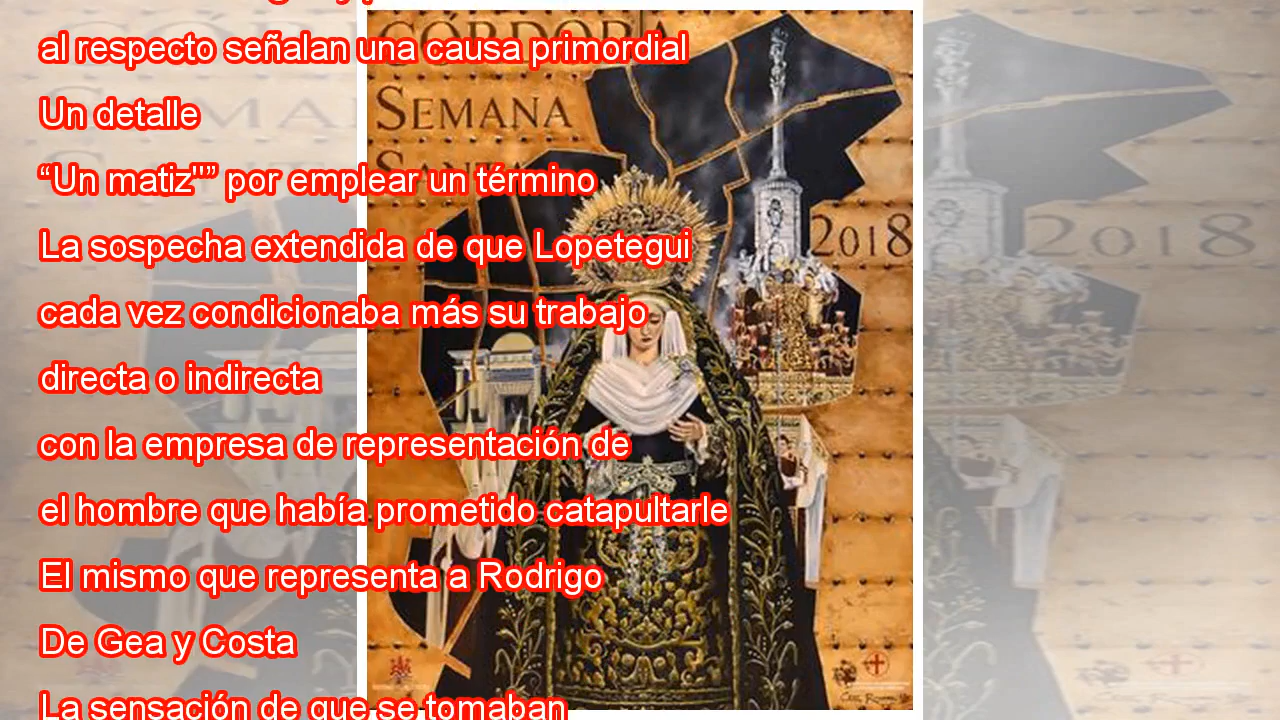 al respecto señalan una causa primordial
Un detalle
“Un matiz"” por emplear un término
La sospecha extendida de que Lopetegui
cada vez condicionaba más su trabajo
directa o indirecta
con la empresa de representación de
el hombre que había prometido catapultarle
El mismo que representa a Rodrigo
De Gea y Costa
La sensación de que se tomaban
CÓRDOBA
SEMANA
SANTA
2018
2018